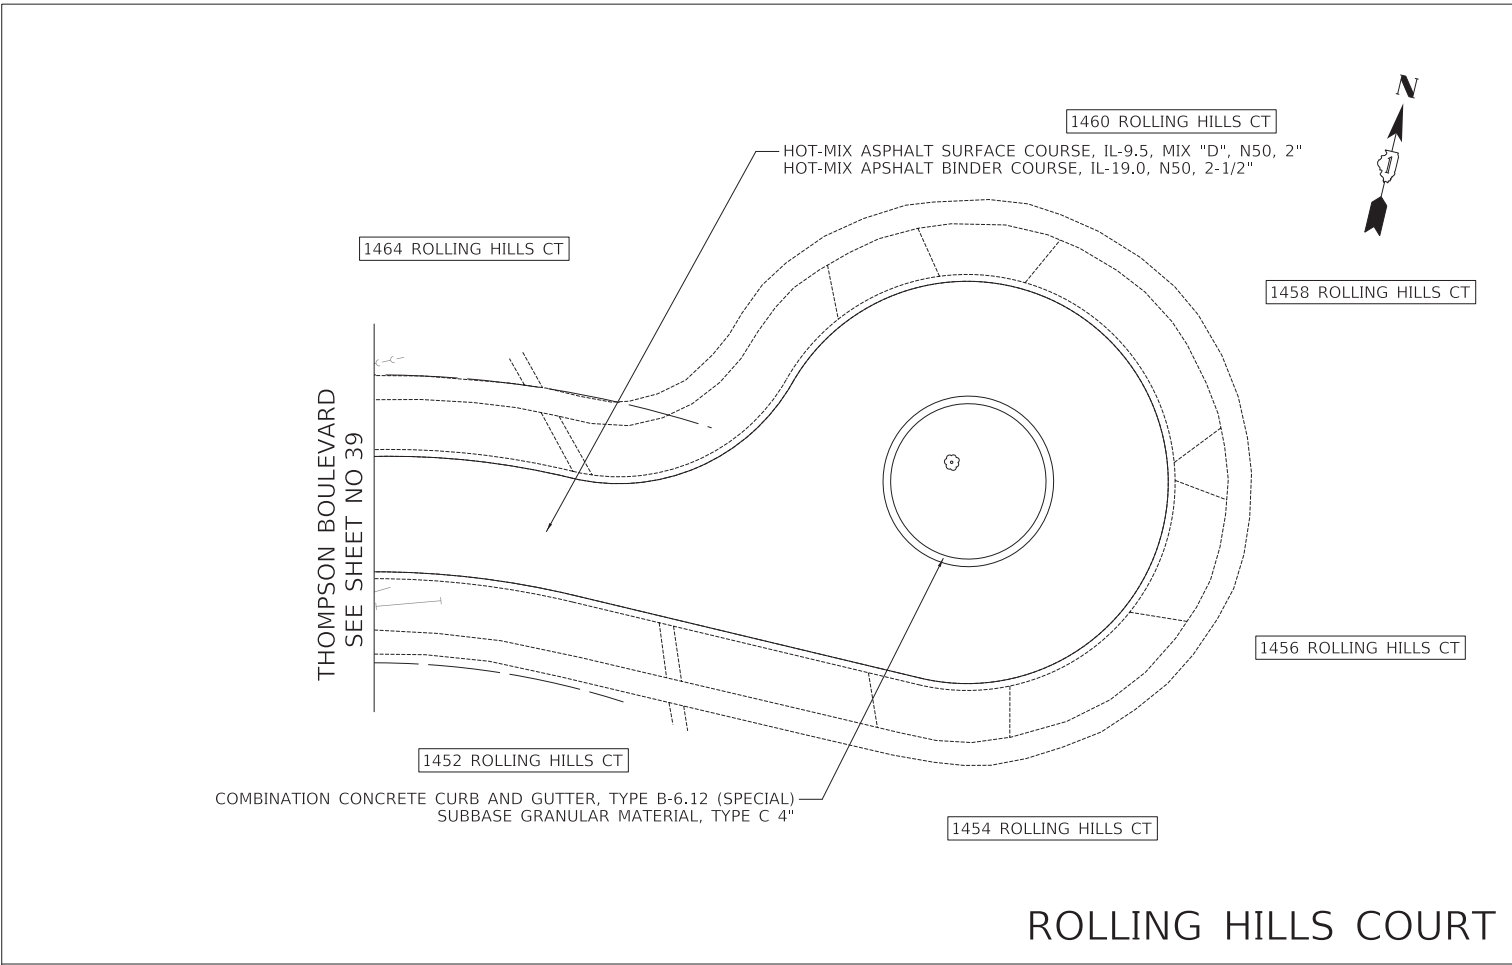 N
1
1460 ROLLING HILLS CT
HOT-MIX ASPHALT SURFACE COURSE, IL-9.5, MIX "D", N50, 2"
HOT-MIX APSHALT BINDER COURSE, IL-19.0, N50, 2-1/2"
1464 ROLLING HILLS CT
1458 ROLLING HILLS CT
THOMPSON BOULEVARD
SEE SHEET NO 39
1456 ROLLING HILLS CT
1452 ROLLING HILLS CT
COMBINATION CONCRETE CURB AND GUTTER, TYPE B-6.12 (SPECIAL)
SUBBASE GRANULAR MATERIAL, TYPE C 4"
1454 ROLLING HILLS CT
ROLLING HILLS COURT